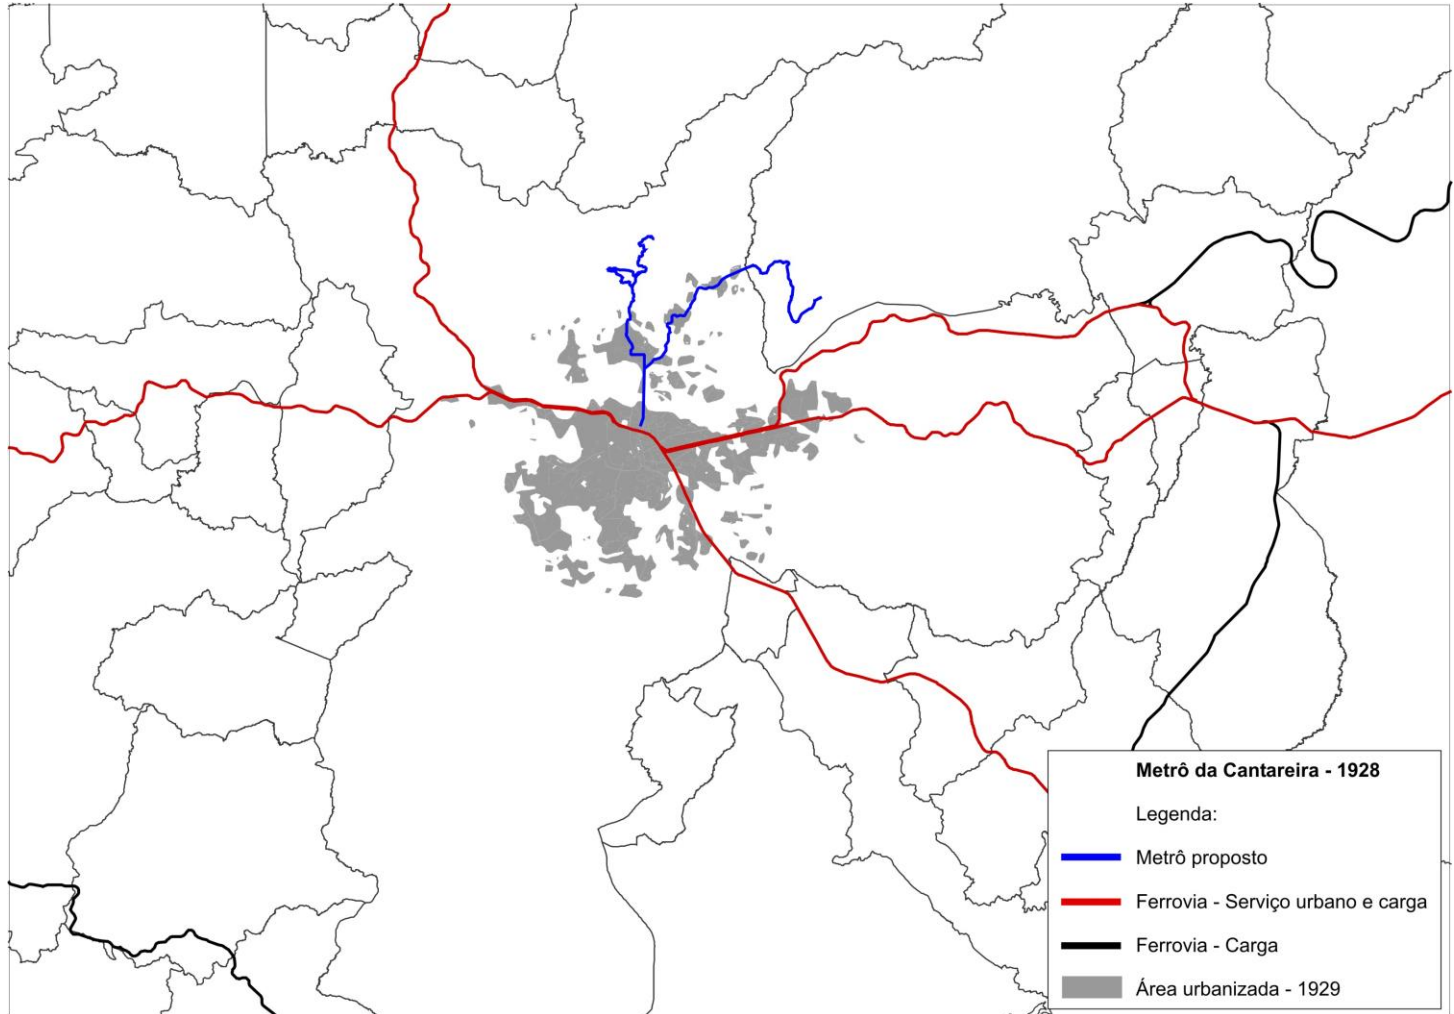 Metrô da Cantareira - 1928
Legenda:
Metrô proposto
Ferrovia - Serviço urbano e carga
Ferrovia - Carga
Área urbanizada - 1929